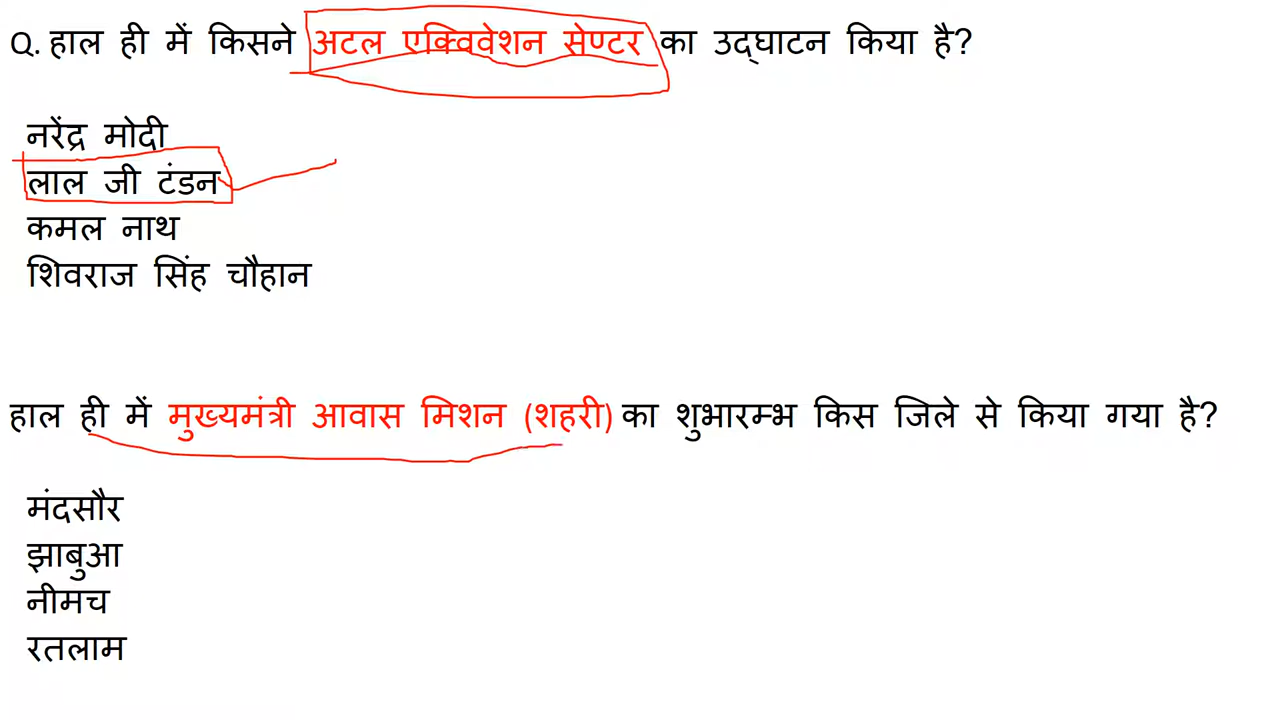 Q. हाल ही में किसने अटल एक्विवेशन सेण्टर का उद्घाटन किया है?
नरेंद्र मोदी
लाल जी टंडन
कमल नाथ
शिवराज सिंह चौहान
हाल ही में मुख्यमंत्री आवास मिशन (शहरी) का शुभारम्भ किस जिले से किया गया है?
मंदसौर
झाबुआ
नीमच
रतलाम